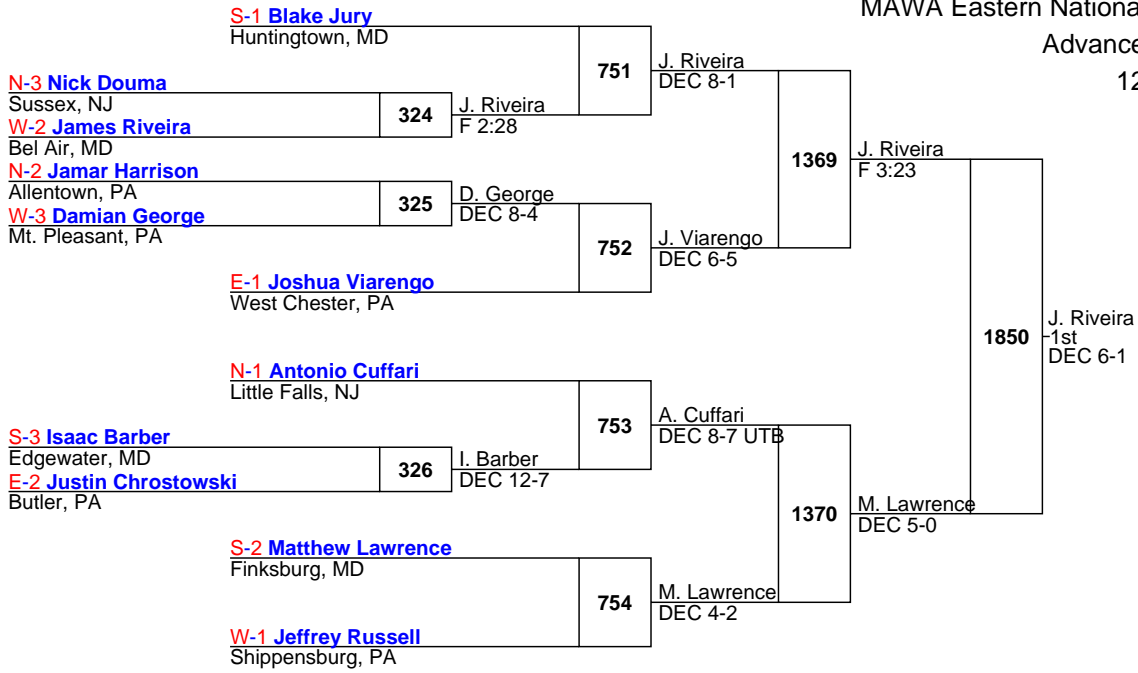 MAWA Eastern Nationa
Advance
12
S-1 Blake Jury
Huntingtown, MD
751
J. Riveira
DEC 8-1
N-3 Nick Douma
Sussex, NJ
324
J. Riveira
F 2:28
W-2 James Riveira
Bel Air, MD
1369
J. Riveira
F 3:23
N-2 Jamar Harrison
Allentown, PA
325
D. George
DEC 8-4
W-3 Damian George
Mt. Pleasant, PA
752
J. Viarengo
DEC 6-5
E-1 Joshua Viarengo
West Chester, PA
1850
J. Riveira
1st
DEC 6-1
N-1 Antonio Cuffari
Little Falls, NJ
753
A. Cuffari
DEC 8-7 UTB
S-3 Isaac Barber
Edgewater, MD
326
I. Barber
DEC 12-7
E-2 Justin Chrostowski
Butler, PA
1370
M. Lawrence
DEC 5-0
S-2 Matthew Lawrence
Finksburg, MD
754
M. Lawrence
DEC 4-2
W-1 Jeffrey Russell
Shippensburg, PA